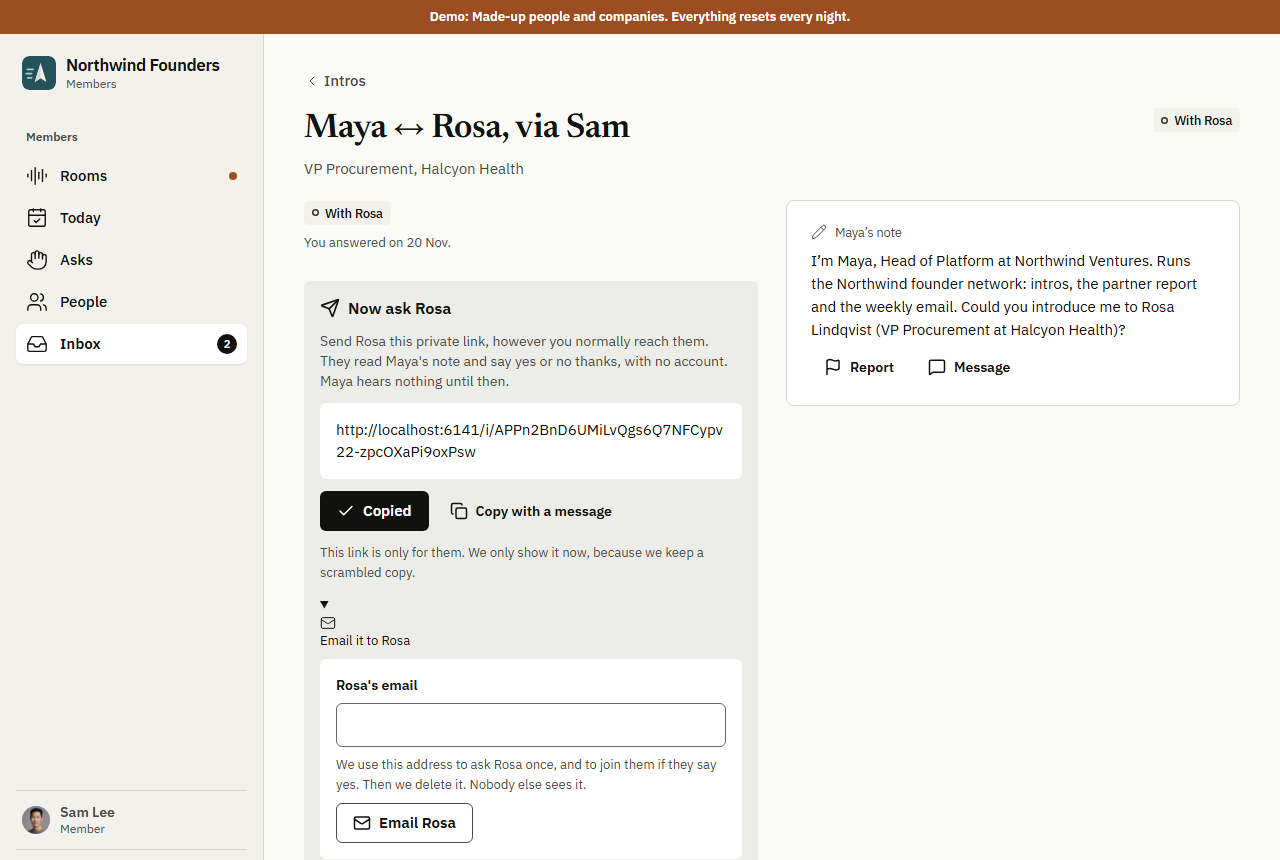 Demo: Made-up people and companies. Everything resets every night.
Northwind Founders
Members
Members
Rooms
Today
Asks
People
Inbox
2
Sam Lee
Member
Intros
Maya ↔ Rosa, via Sam
With Rosa
VP Procurement, Halcyon Health
With Rosa
You answered on 20 Nov.
Now ask Rosa
Send Rosa this private link, however you normally reach them.
They read Maya's note and say yes or no thanks, with no account.
Maya hears nothing until then.
http://localhost:6141/i/APPn2BnD6UMiLvQgs6Q7NFCypv
22-zpcOXaPi9oxPsw
Copied
Copy with a message
This link is only for them. We only show it now, because we keep a
scrambled copy.
Email it to Rosa
Rosa's email
We use this address to ask Rosa once, and to join them if they say
yes. Then we delete it. Nobody else sees it.
Email Rosa
Maya’s note
I’m Maya, Head of Platform at Northwind Ventures. Runs
the Northwind founder network: intros, the partner report
and the weekly email. Could you introduce me to Rosa
Lindqvist (VP Procurement at Halcyon Health)?
Report
Message